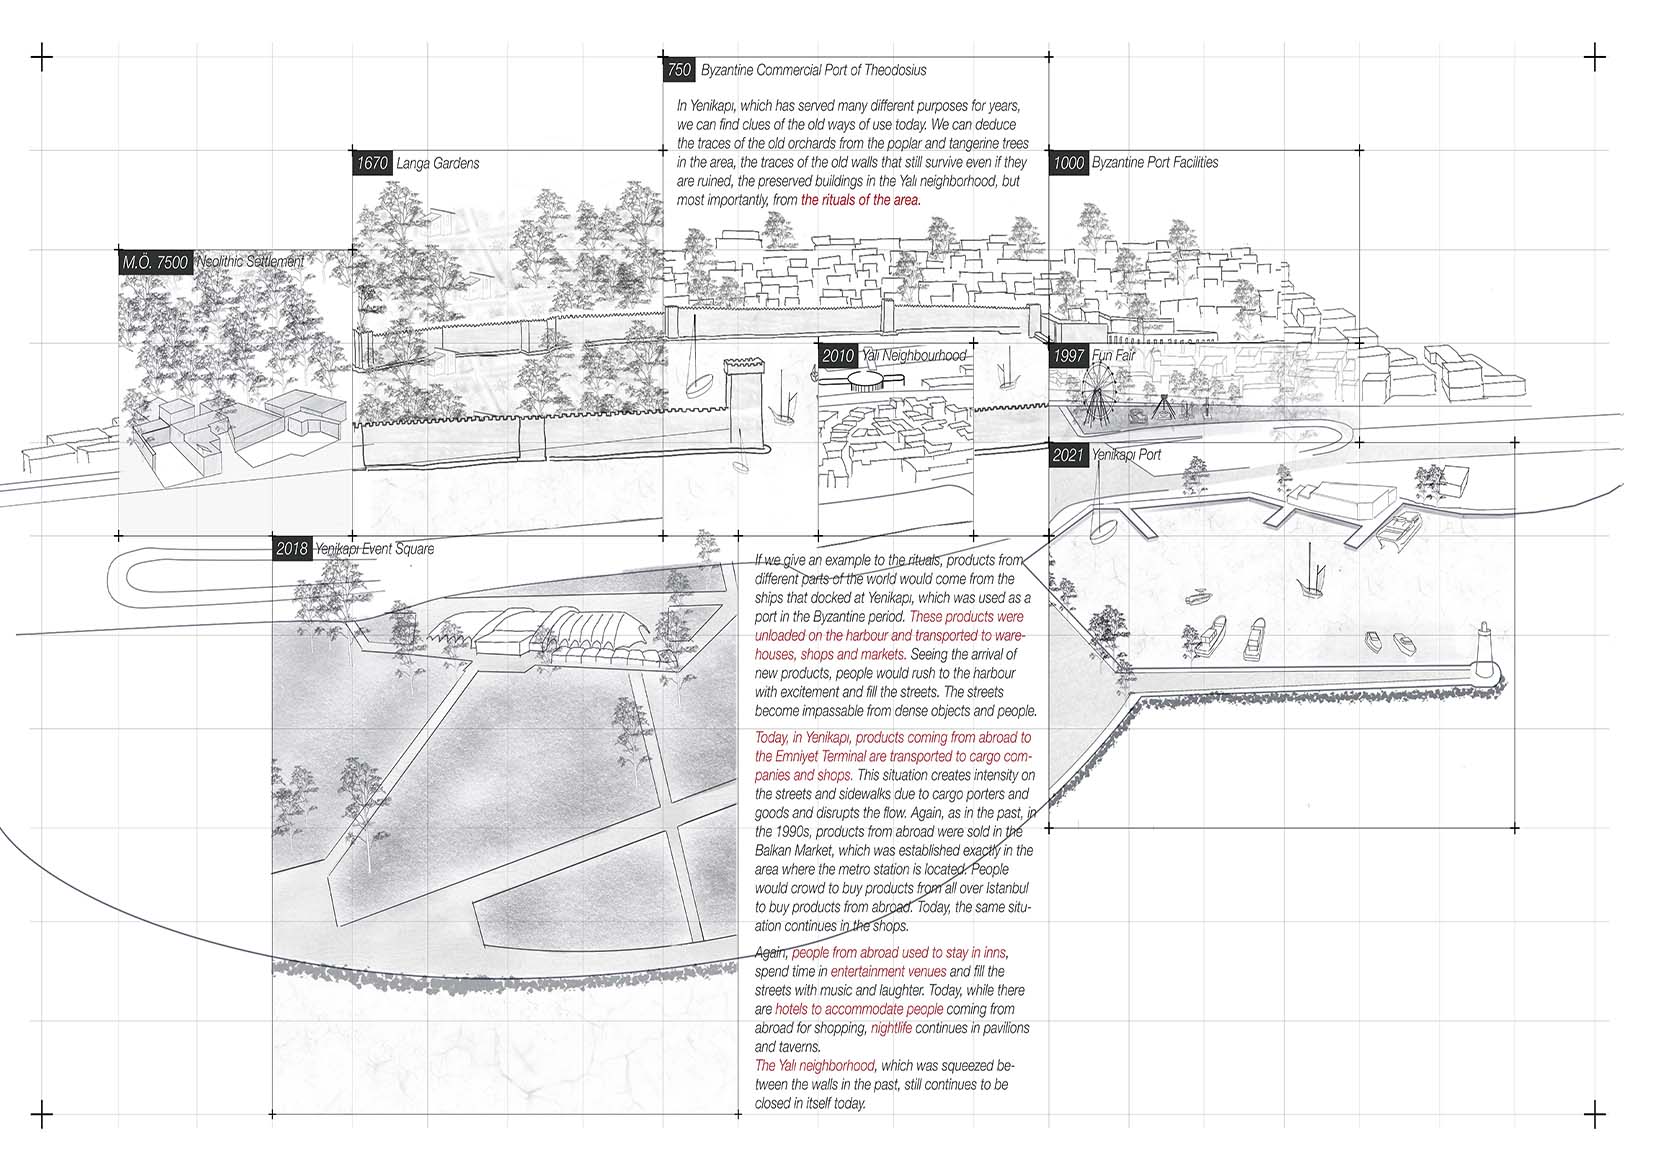 750 Byzantine Commercial Port of Theodosius
In Yenikapı, which has served many different purposes for years,
we can find clues of the old ways of use today. We can deduce
the traces of the old orchards from the poplar and tangerine trees
in the area, the traces of the old walls that still survive even if they
are ruined, the preserved buildings in the Yalı neighborhood, but
most importantly, from the rituals of the area.
1670 Langa Gardens
1000 Byzantine Port Facilities
M.Ö. 7500 Neolithic Settlement
2010 Yalı Neighbourhood
1997 Fun Fair
2021 Yenikapı Port
2018 Yenikapı Event Square
If we give an example to the rituals, products from
different parts of the world would come from the
ships that docked at Yenikapı, which was used as a
port in the Byzantine period. These products were
unloaded on the harbour and transported to ware-
houses, shops and markets. Seeing the arrival of
new products, people would rush to the harbour
with excitement and fill the streets. The streets
become impassable from dense objects and people.
Today, in Yenikapı, products coming from abroad to
the Emniyet Terminal are transported to cargo com-
panies and shops. This situation creates intensity on
the streets and sidewalks due to cargo porters and
goods and disrupts the flow. Again, as in the past, in
the 1990s, products from abroad were sold in the
Balkan Market, which was established exactly in the
area where the metro station is located. People
would crowd to buy products from all over Istanbul
to buy products from abroad. Today, the same situ-
ation continues in the shops.
Again, people from abroad used to stay in inns,
spend time in entertainment venues and fill the
streets with music and laughter. Today, while there
are hotels to accommodate people coming from
abroad for shopping, nightlife continues in pavilions
and taverns.
The Yalı neighborhood, which was squeezed be-
tween the walls in the past, still continues to be
closed in itself today.